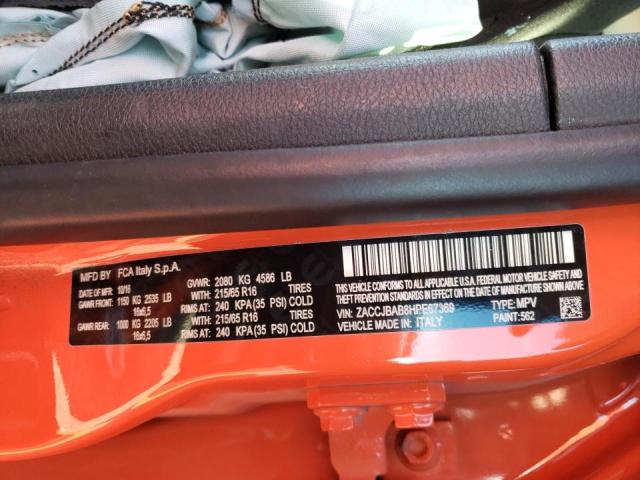 MFD BY FCA Italy S.p.A.
DATE OF MFR: 10/16 GVWR: 2080 KG 4586 LB
GAWR FRONT: 1150 KG 2535 LB WITH: 215/65 R16 TIRES
16x6,5 RIMS AT: 240 KPA(35 PSI) COLD
GAWR REAR: 1000 KG 2205 LB WITH: 215/65 R16 TIRES
16x6,5 RIMS AT: 240 KPA(35 PSI) COLD
THIS VEHICLE CONFORMS TO ALL APPLICABLE U.S.A. FEDERAL MOTOR VEHICLE
SAFETY, BUMPER AND THEFT PREVENTION STANDARDS IN EFFECT ON THE DATE OF
MANUFACTURE SHOWN ABOVE
VIN: ZACCJBAB8HPE67369 TYPE: MPV
VEHICLE MADE IN: ITALY PAINT: 562